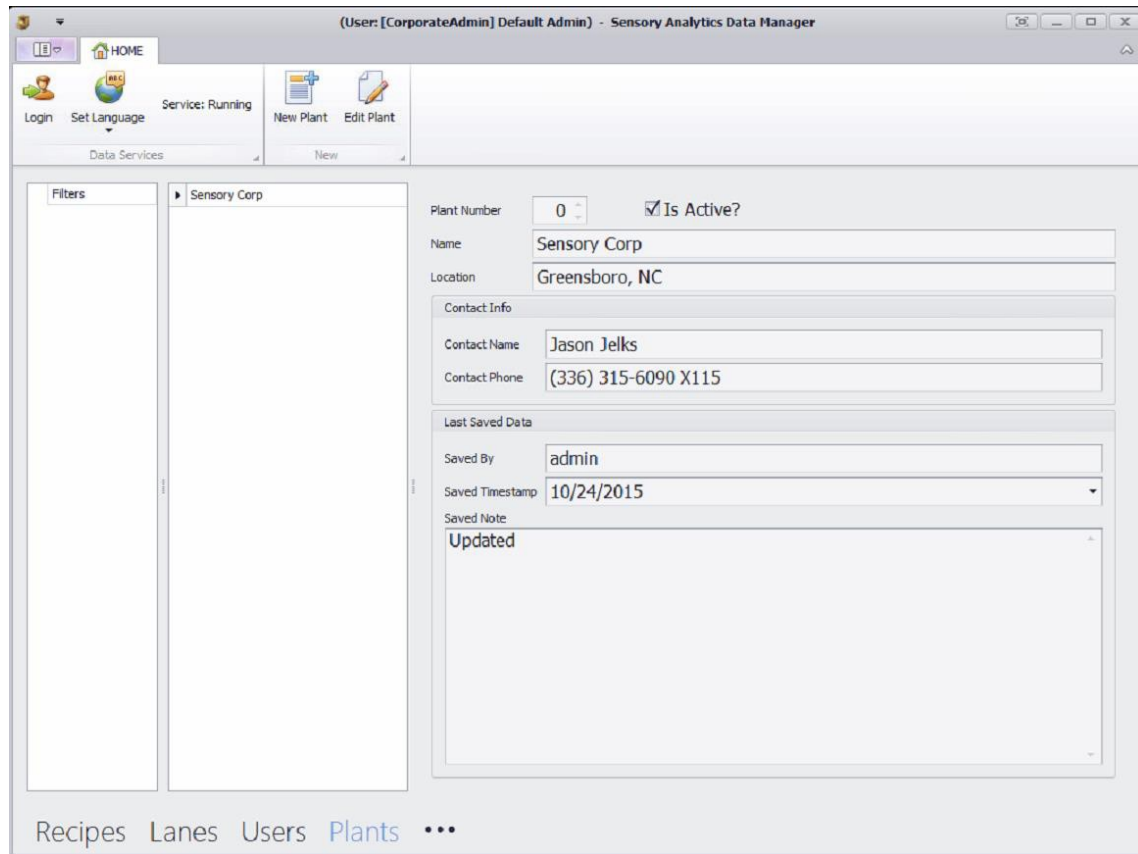 (User: [CorporateAdmin] Default Admin) - Sensory Analytics Data Manager
HOME
ABC
Login
Set Language
Service: Running
New Plant
Edit Plant
Data Services
New
Filters
Sensory Corp
Plant Number
0
Is Active?
Name
Sensory Corp
Location
Greensboro, NC
Contact Info
Contact Name
Jason Jelks
Contact Phone
(336) 315-6090 X115
Last Saved Data
Saved By
admin
Saved Timestamp
10/24/2015
Saved Note
Updated
Recipes Lanes Users Plants •••